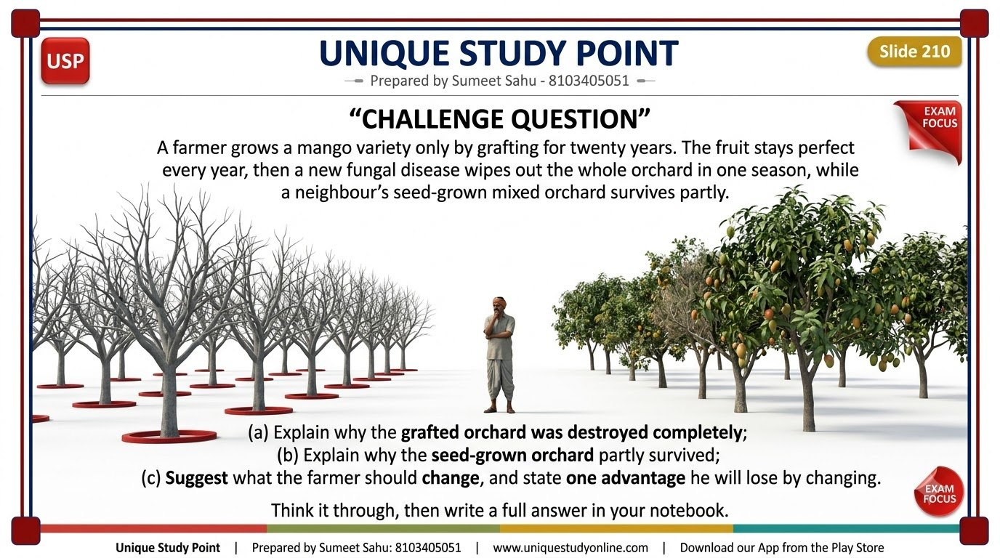 USP
UNIQUE STUDY POINT
Prepared by Sumeet Sahu - 8103405051
Slide 210
“CHALLENGE QUESTION”
EXAM
FOCUS
A farmer grows a mango variety only by grafting for twenty years. The fruit stays perfect
every year, then a new fungal disease wipes out the whole orchard in one season, while
a neighbour’s seed-grown mixed orchard survives partly.
(a) Explain why the grafted orchard was destroyed completely;
(b) Explain why the seed-grown orchard partly survived;
(c) Suggest what the farmer should change, and state one advantage he will lose by changing.
EXAM
FOCUS
Think it through, then write a full answer in your notebook.
Unique Study Point | Prepared by Sumeet Sahu: 8103405051 | www.uniquestudyonline.com | Download our App from the Play Store